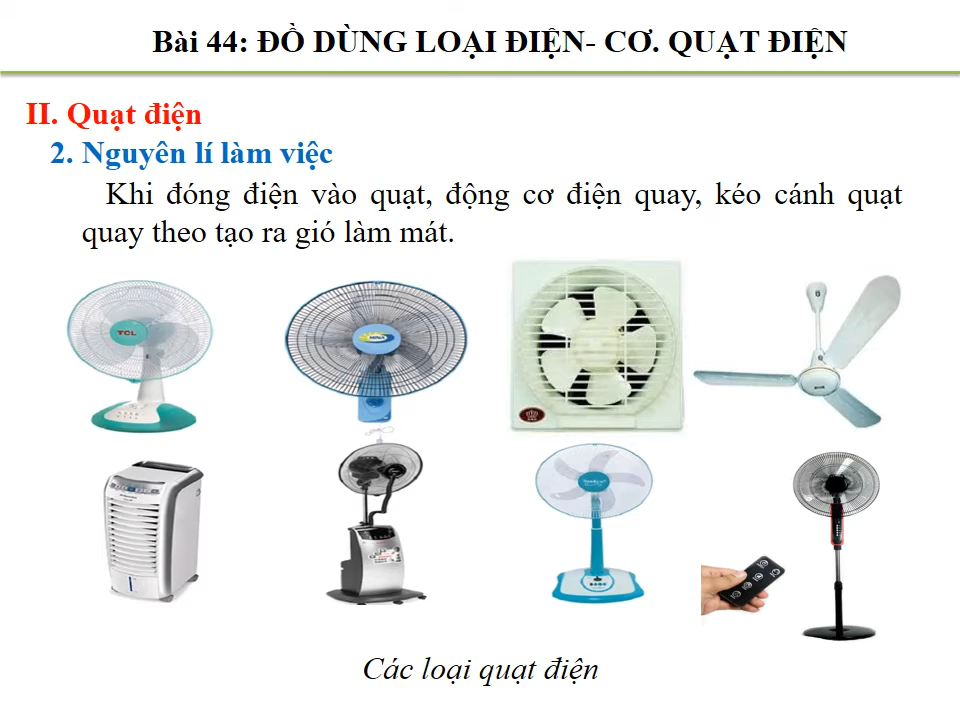 Bài 44: ĐỒ DÙNG LOẠI ĐIỆN- CƠ. QUẠT ĐIỆN
II. Quạt điện
2. Nguyên lí làm việc
Khi đóng điện vào quạt, động cơ điện quay, kéo cánh quạt
quay theo tạo ra gió làm mát.
TCL
Các loại quạt điện